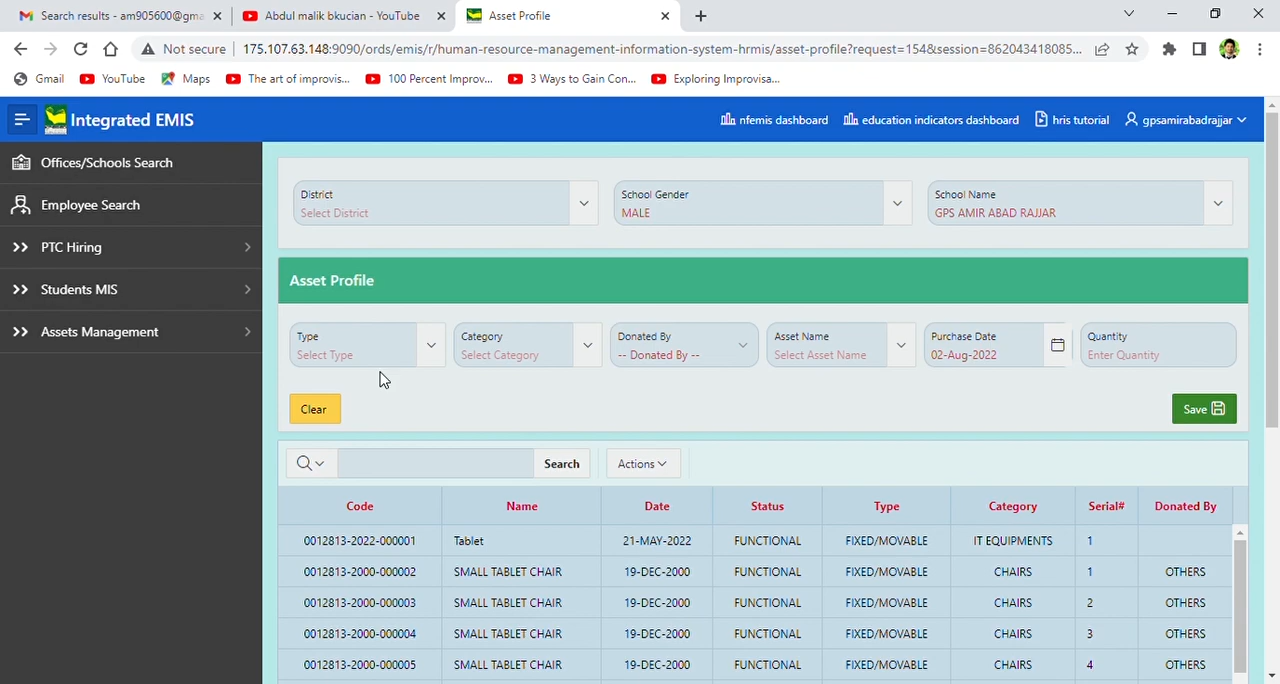 Search results - am905600@gma
Abdul malik bkucian - YouTube
Asset Profile
Not secure
175.107.63.148:9090/ords/emis/r/human-resource-management-information-system-hrmis/asset-profile?request=154&session=862043418085...
Gmail
YouTube
Maps
The art of improvis...
100 Percent Improv...
3 Ways to Gain Con...
Exploring Improvisa...
Integrated EMIS
nfemis dashboard
education indicators dashboard
hris tutorial
gpsamirabadrajjar
Offices/Schools Search
Employee Search
PTC Hiring
Students MIS
Assets Management
District
Select District
School Gender
MALE
School Name
GPS AMIR ABAD RAJJAR
Asset Profile
Type
Select Type
Category
Select Category
Donated By
-- Donated By --
Asset Name
Select Asset Name
Purchase Date
02-Aug-2022
Quantity
Enter Quantity
Clear
Save
Search
Actions
Code Name Date Status Type Category Serial# Donated By
0012813-2022-000001 Tablet 21-MAY-2022 FUNCTIONAL FIXED/MOVABLE IT EQUIPMENTS 1
0012813-2000-000002 SMALL TABLET CHAIR 19-DEC-2000 FUNCTIONAL FIXED/MOVABLE CHAIRS 1 OTHERS
0012813-2000-000003 SMALL TABLET CHAIR 19-DEC-2000 FUNCTIONAL FIXED/MOVABLE CHAIRS 2 OTHERS
0012813-2000-000004 SMALL TABLET CHAIR 19-DEC-2000 FUNCTIONAL FIXED/MOVABLE CHAIRS 3 OTHERS
0012813-2000-000005 SMALL TABLET CHAIR 19-DEC-2000 FUNCTIONAL FIXED/MOVABLE CHAIRS 4 OTHERS